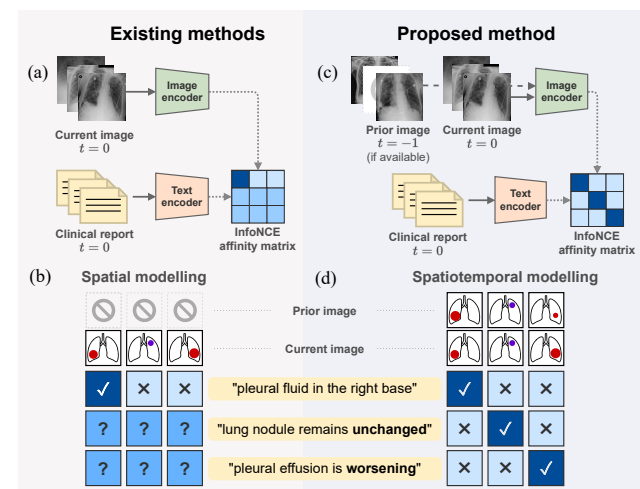 Existing methods
Proposed method
(a)
Image
encoder
Current image
t = 0
Text
encoder
Clinical report
t = 0
InfoNCE
affinity matrix
(c)
Image
encoder
Prior image
t = −1
(if available)
Current image
t = 0
Text
encoder
Clinical report
t = 0
InfoNCE
affinity matrix
(b)
Spatial modelling
(d)
Spatiotemporal modelling
Prior image
Current image
✓ × ×
"pleural fluid in the right base"
✓ × ×
? ? ?
"lung nodule remains unchanged"
× ✓ ×
? ? ?
"pleural effusion is worsening"
× × ✓